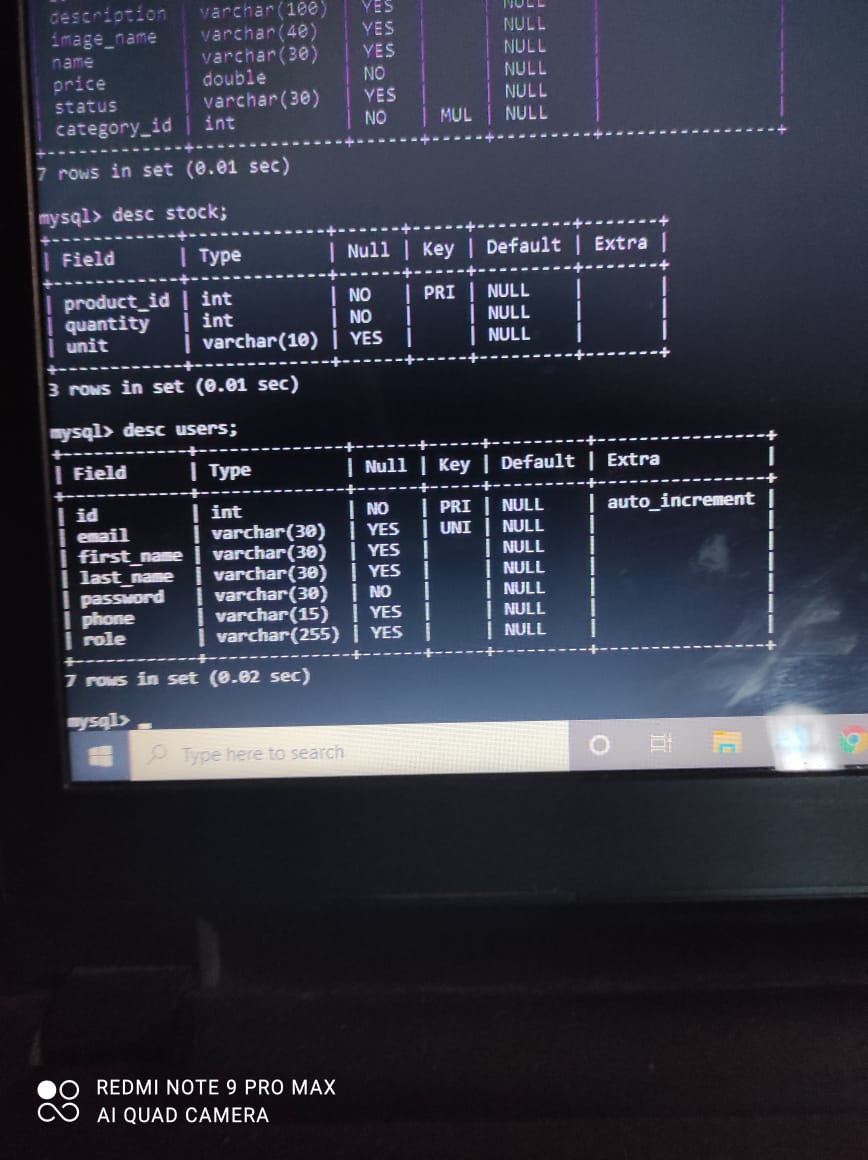 description | varchar(100) | YES | | NULL | |
image_name | varchar(40) | YES | | NULL | |
name | varchar(30) | YES | | NULL | |
price | double | NO | | NULL | |
status | varchar(30) | YES | | NULL | |
| category_id | int | NO | MUL | NULL | |
7 rows in set (0.01 sec)
mysql> desc stock;
| Field | Type | Null | Key | Default | Extra |
| product_id | int | NO | PRI | NULL | |
| quantity | int | NO | | NULL | |
| unit | varchar(10) | YES | | NULL | |
3 rows in set (0.01 sec)
mysql> desc users;
| Field | Type | Null | Key | Default | Extra |
| id | int | NO | PRI | NULL | auto_increment |
| email | varchar(30) | YES | UNI | NULL | |
| first_name | varchar(30) | YES | | NULL | |
| last_name | varchar(30) | YES | | NULL | |
| password | varchar(30) | NO | | NULL | |
| phone | varchar(15) | YES | | NULL | |
| role | varchar(255) | YES | | NULL | |
7 rows in set (0.02 sec)
mysql> _
Type here to search
REDMI NOTE 9 PRO MAX
AI QUAD CAMERA